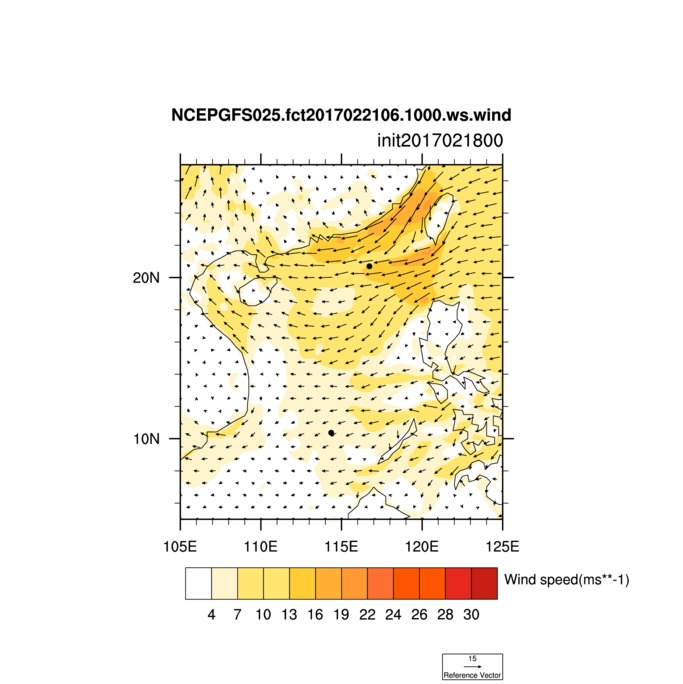 NCEPGFS025.fct2017022106.1000.ws.wind
init2017021800
20N
10N
105E 110E 115E 120E 125E
4 7 10 13 16 19 22 24 26 28 30
Wind speed(ms**-1)
15
Reference Vector